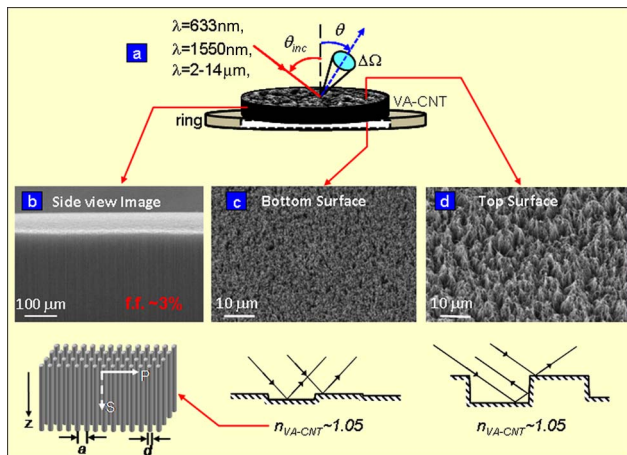 λ=633nm,
λ=1550nm,
λ=2-14μm,
θinc
θ
ΔΩ
a
VA-CNT
ring
b Side view Image
c Bottom Surface
d Top Surface
100 μm
f.f. ~3%
10 μm
10 μm
P
S
z
a
d
nVA-CNT~1.05
nVA-CNT~1.05